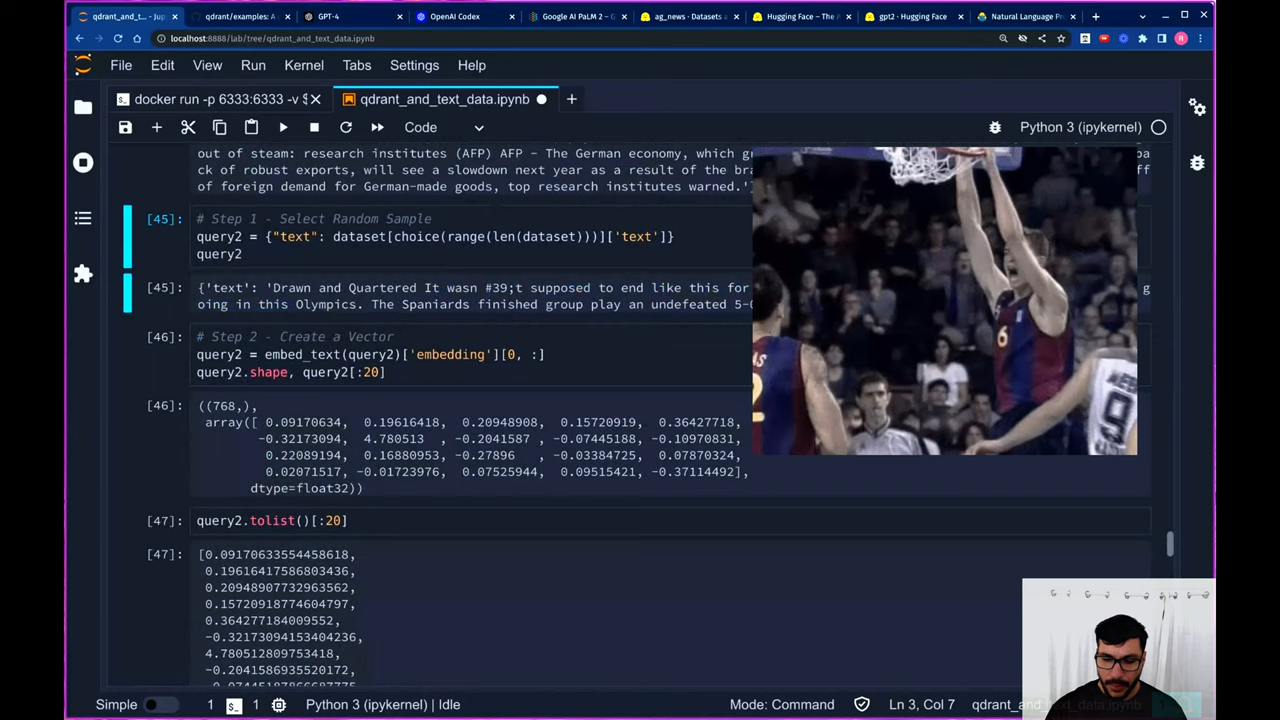 qdrant_and_t... - Jup
qdrant/examples: A
GPT-4
OpenAI Codex
Google AI PaLM 2 – G
ag_news · Datasets a
Hugging Face – The A
gpt2 · Hugging Face
Natural Language Pr
localhost:8888/lab/tree/qdrant_and_text_data.ipynb
File Edit View Run Kernel Tabs Settings Help
docker run -p 6333:6333 -v $
qdrant_and_text_data.ipynb
Code
Python 3 (ipykernel)
out of steam: research institutes (AFP) AFP - The German economy, which gr
ck of robust exports, will see a slowdown next year as a result of the bra
of foreign demand for German-made goods, top research institutes warned.'
[45]:
# Step 1 - Select Random Sample
query2 = {"text": dataset[choice(range(len(dataset)))]['text']}
query2
[45]:
{'text': 'Drawn and Quartered It wasn #39;t supposed to end like this for
oing in this Olympics. The Spaniards finished group play an undefeated 5-
[46]:
# Step 2 - Create a Vector
query2 = embed_text(query2)['embedding'][0, :]
query2.shape, query2[:20]
[46]:
((768,),
array([ 0.09170634, 0.19616418, 0.20948908, 0.15720919, 0.36427718,
-0.32173094, 4.780513 , -0.2041587 , -0.07445188, -0.10970831,
0.22089194, 0.16880953, -0.27896 , -0.03384725, 0.07870324,
0.02071517, -0.01723976, 0.07525944, 0.09515421, -0.37114492],
dtype=float32))
[47]:
query2.tolist()[:20]
[47]:
[0.09170633554458618,
0.19616417586803436,
0.20948907732963562,
0.15720918774604797,
0.364277184009552,
-0.32173094153404236,
4.780512809753418,
-0.2041586935520172,
6
Simple
1
1
Python 3 (ipykernel) | Idle
Mode: Command
Ln 3, Col 7